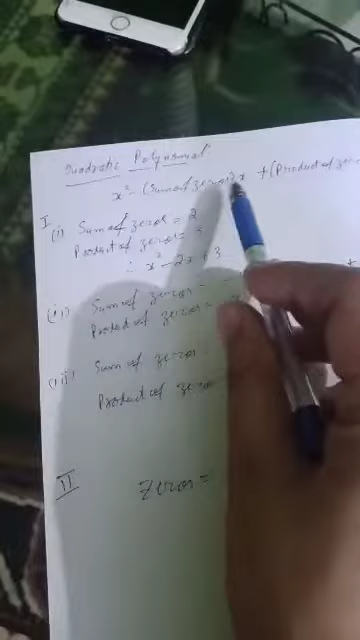 Quadratic Polynomial
x² - (Sum of zeros)x + (Product of zeros
I (i) Sum of zeros = 2
Product of zeros = 3
∴ x² - 2x + 3
(ii) Sum of zeros =
Product of zeros =
(iii) Sum of zeros
Product of zeros
II zeros =